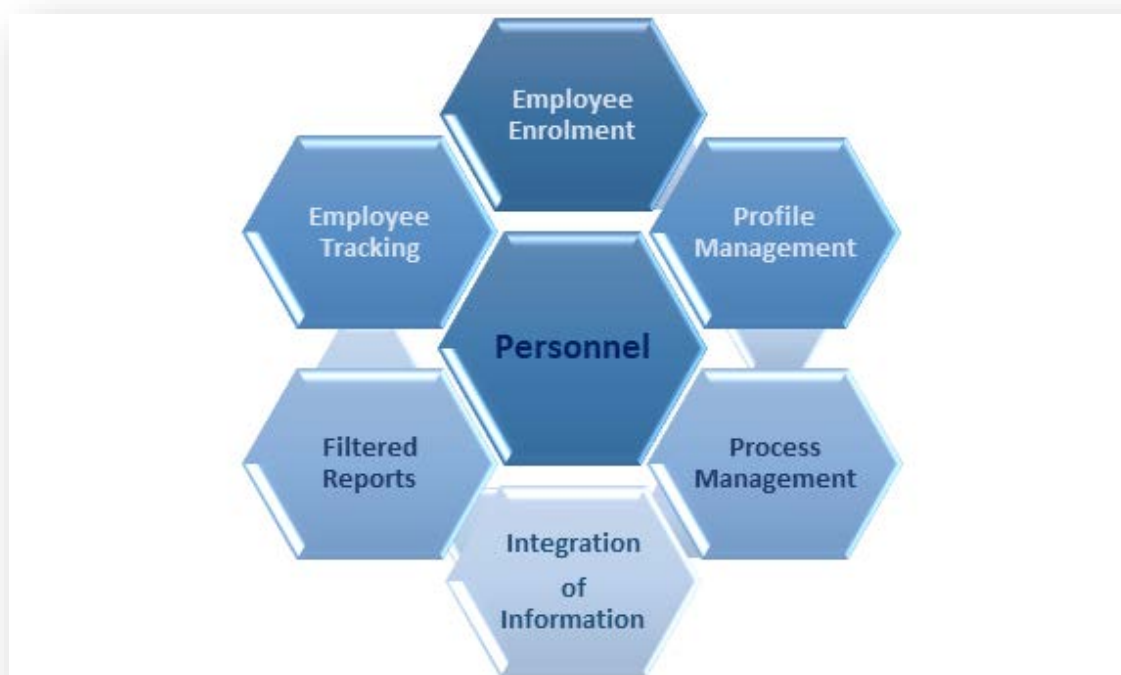 Employee
Enrolment
Profile
Management
Employee
Tracking
Personnel
Process
Management
Filtered
Reports
Integration
of
Information